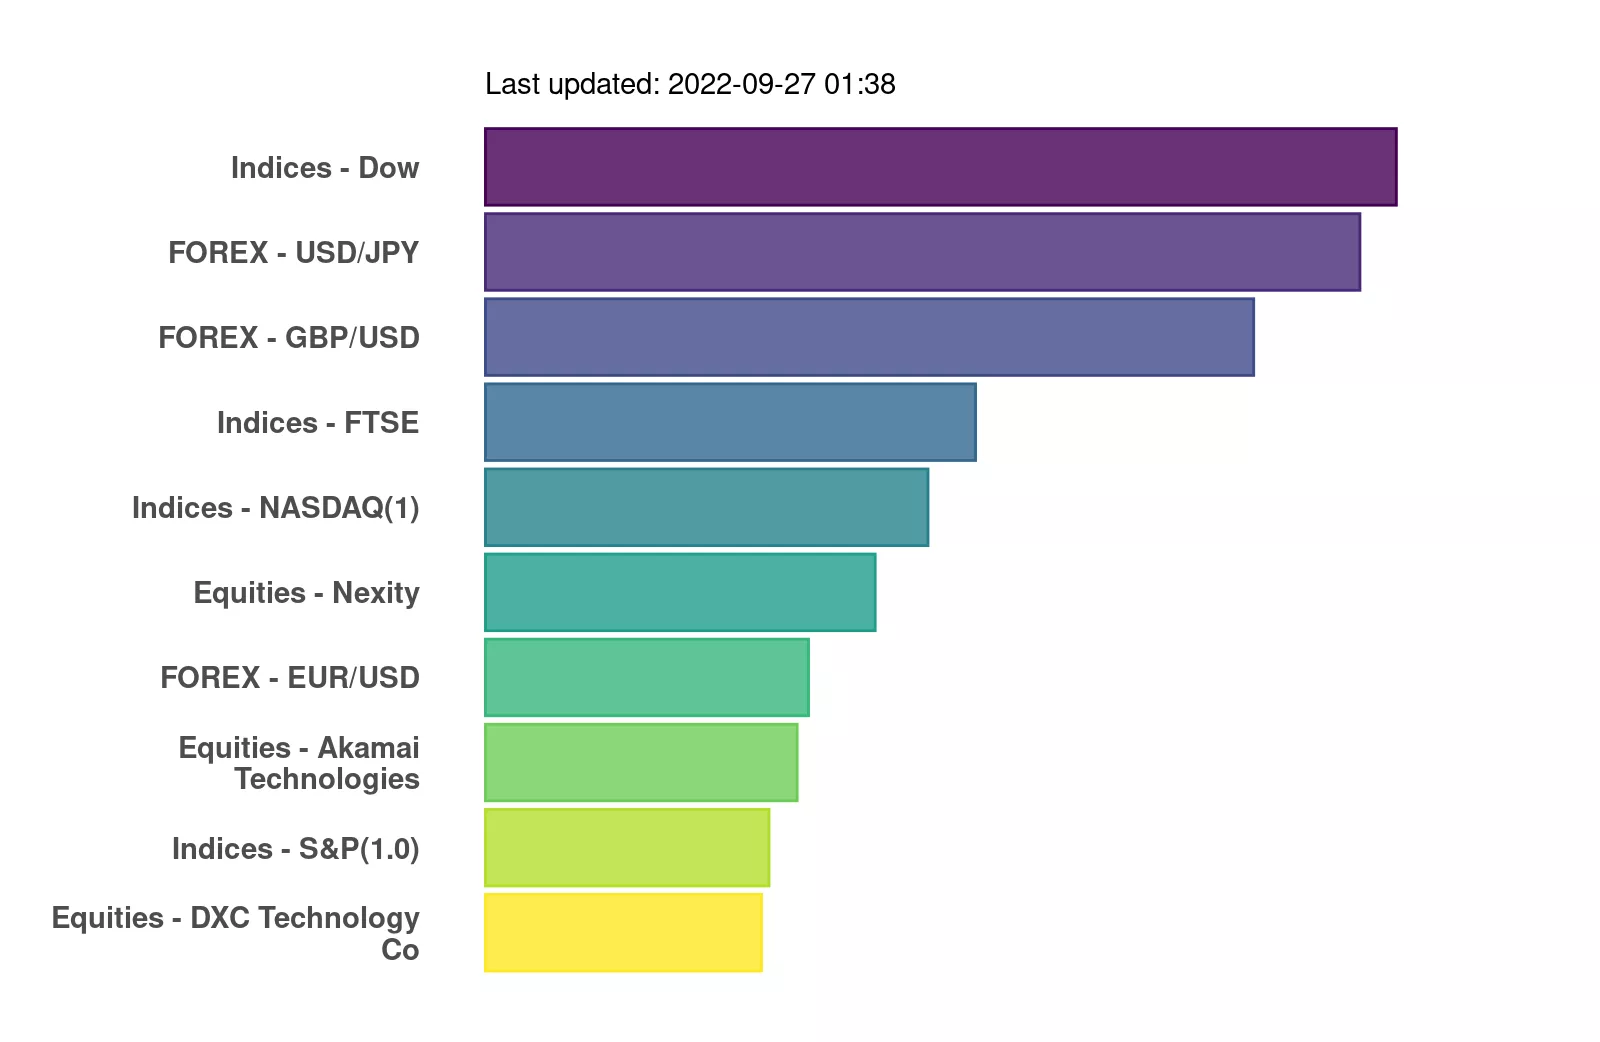 Last updated: 2022-09-27 01:38
Indices - Dow
FOREX - USD/JPY
FOREX - GBP/USD
Indices - FTSE
Indices - NASDAQ(1)
Equities - Nexity
FOREX - EUR/USD
Equities - Akamai
Technologies
Indices - S&P(1.0)
Equities - DXC Technology
Co